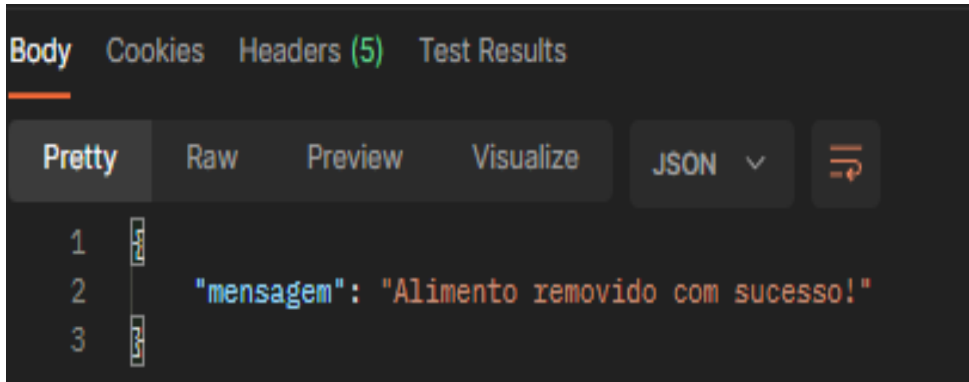 Body Cookies Headers (5) Test Results
Pretty Raw Preview Visualize JSON
1 {
2 "mensagem": "Alimento removido com sucesso!"
3 }